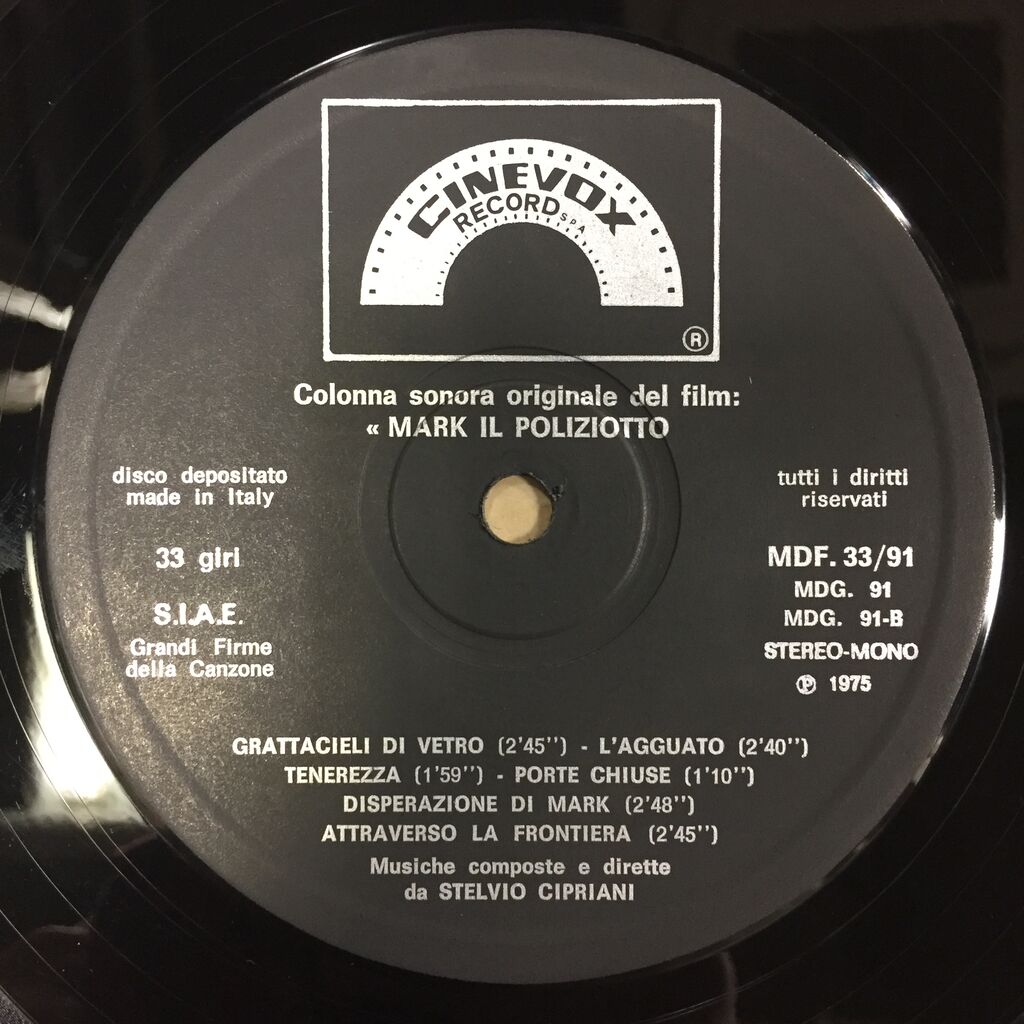 CINEVOX
RECORD SPA
®
Colonna sonora originale del film:
« MARK IL POLIZIOTTO
disco depositato
made in Italy
33 giri
S.I.A.E.
Grandi Firme
della Canzone
tutti i diritti
riservati
MDF. 33/91
MDG. 91
MDG. 91-B
STEREO-MONO
℗ 1975
GRATTACIELI DI VETRO (2'45'') - L'AGGUATO (2'40'')
TENEREZZA (1'59'') - PORTE CHIUSE (1'10'')
DISPERAZIONE DI MARK (2'48'')
ATTRAVERSO LA FRONTIERA (2'45'')
Musiche composte e dirette
da STELVIO CIPRIANI